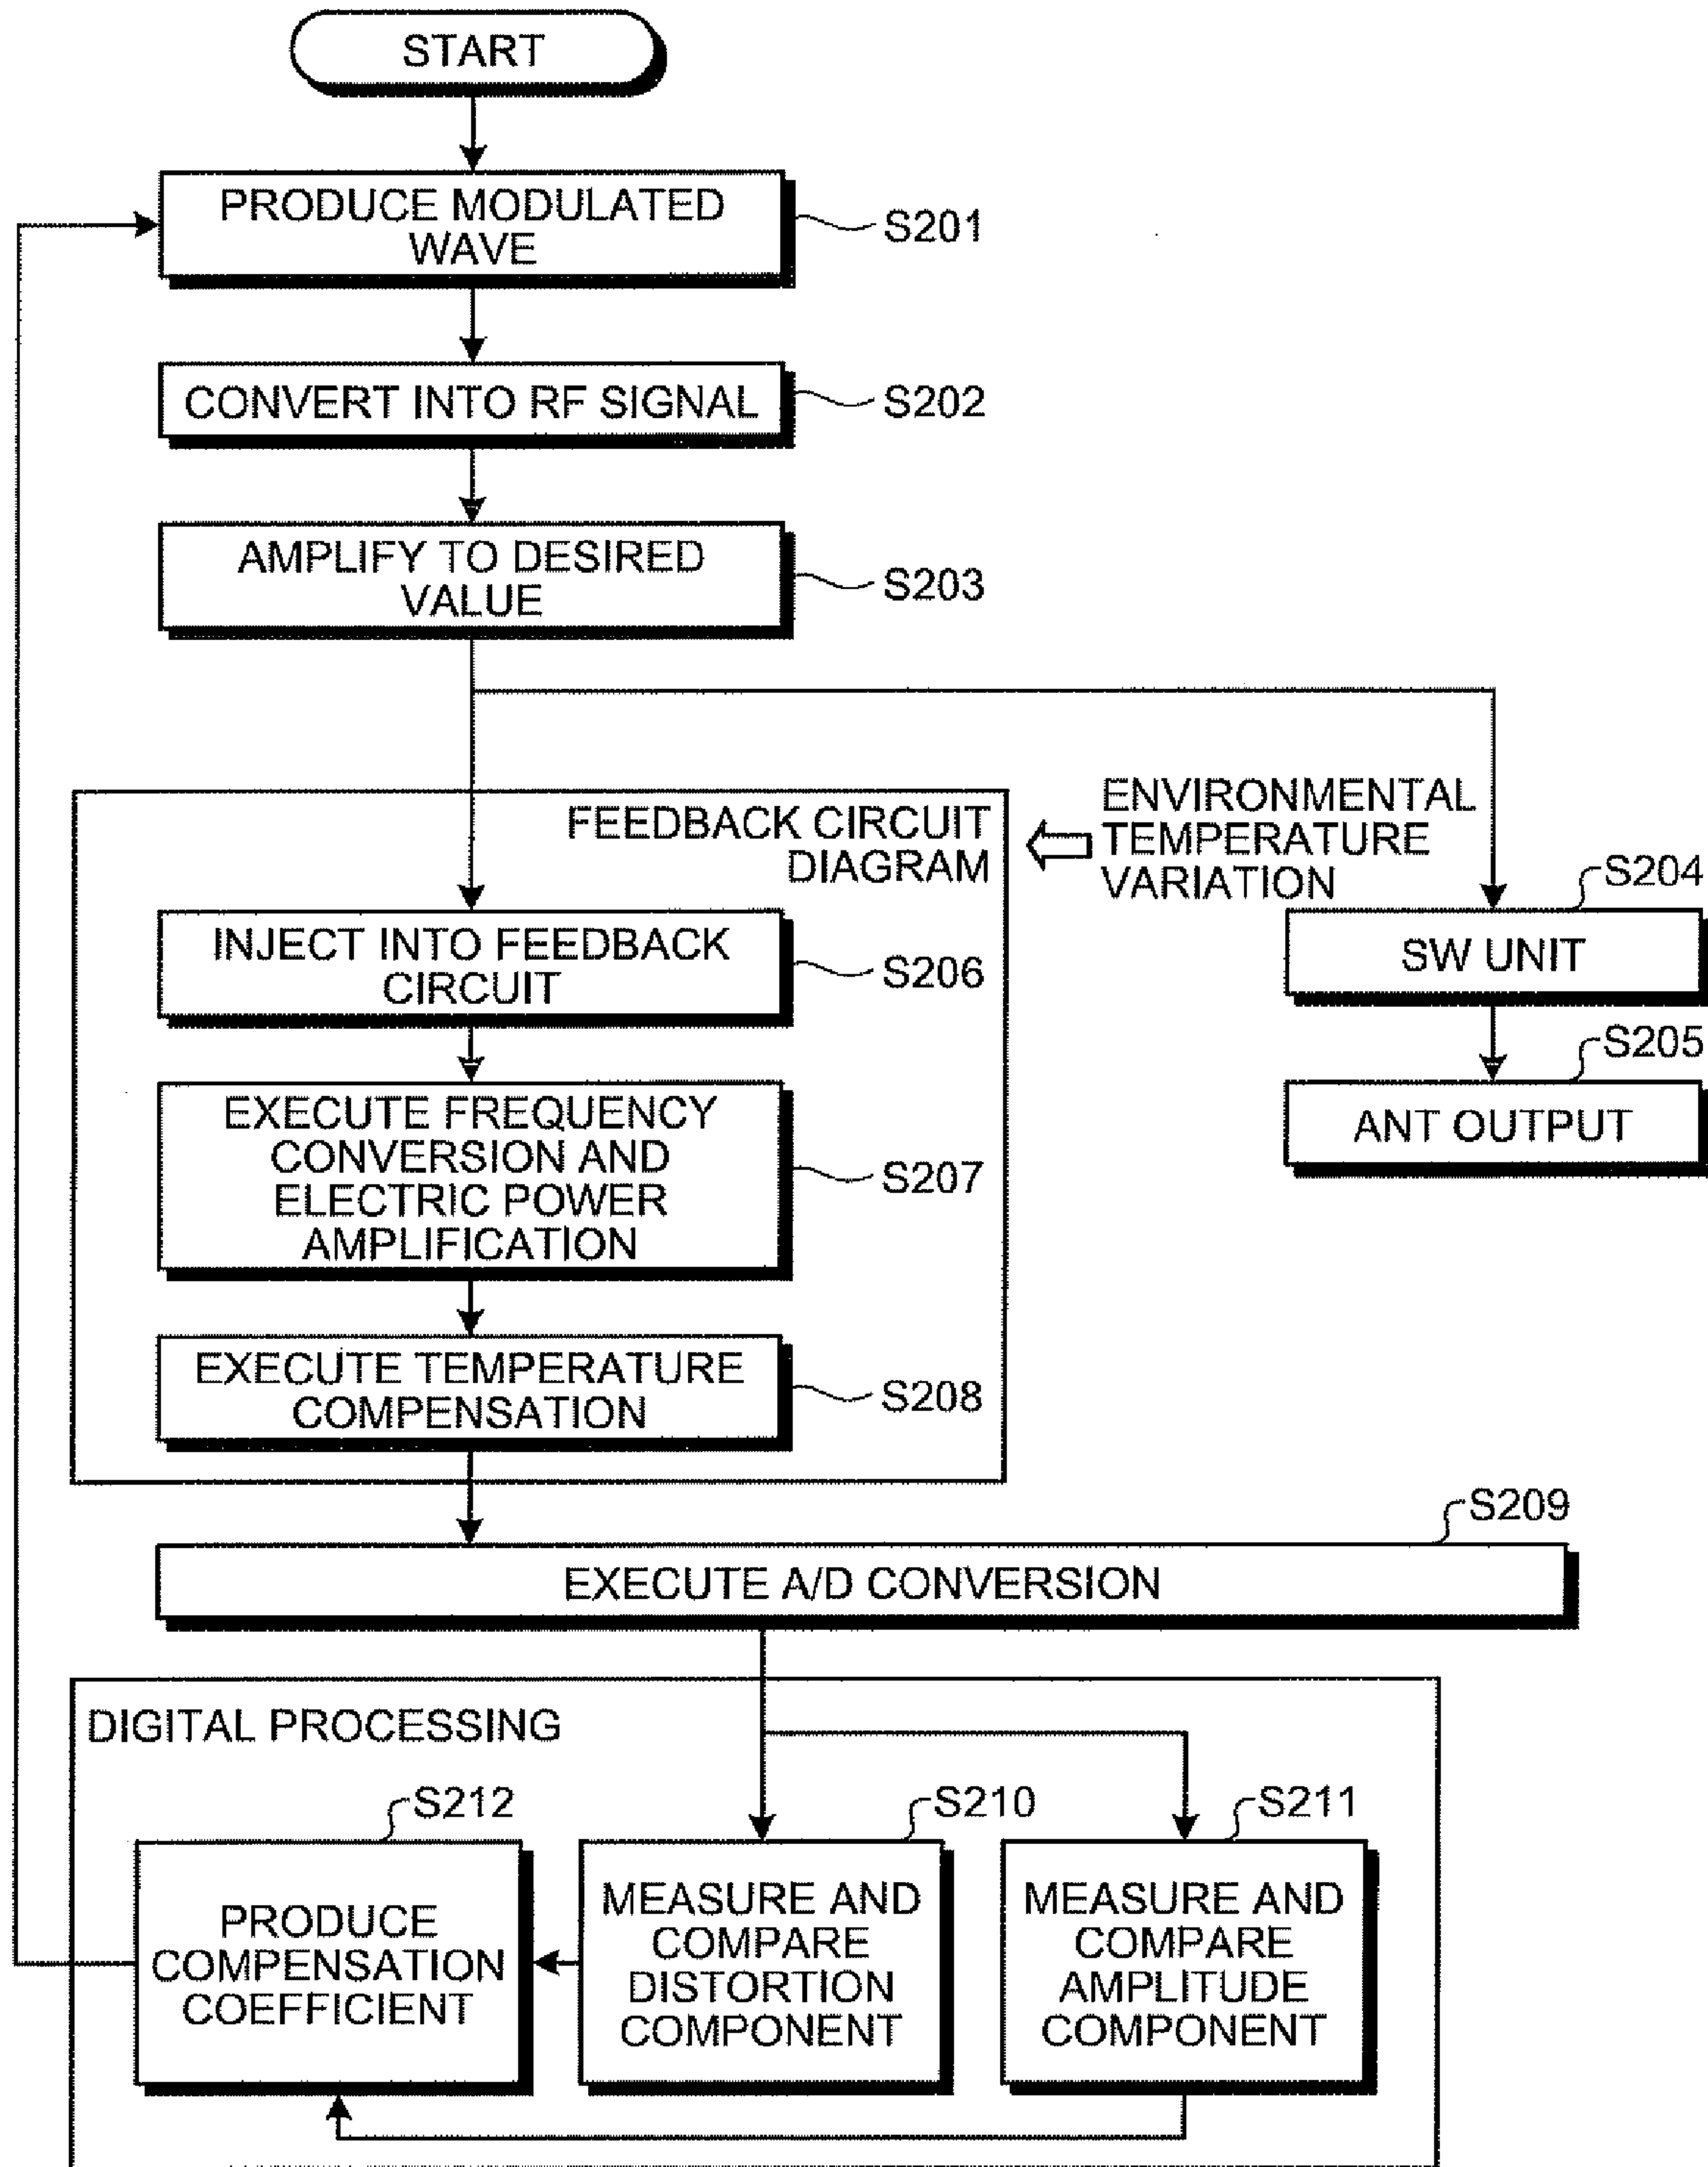 START
PRODUCE MODULATED
WAVE
S201
CONVERT INTO RF SIGNAL
S202
AMPLIFY TO DESIRED
VALUE
S203
FEEDBACK CIRCUIT
DIAGRAM
ENVIRONMENTAL
TEMPERATURE
VARIATION
S204
SW UNIT
S205
ANT OUTPUT
INJECT INTO FEEDBACK
CIRCUIT
S206
EXECUTE FREQUENCY
CONVERSION AND
ELECTRIC POWER
AMPLIFICATION
S207
EXECUTE TEMPERATURE
COMPENSATION
S208
S209
EXECUTE A/D CONVERSION
DIGITAL PROCESSING
S212
PRODUCE
COMPENSATION
COEFFICIENT
S210
MEASURE AND
COMPARE
DISTORTION
COMPONENT
S211
MEASURE AND
COMPARE
AMPLITUDE
COMPONENT